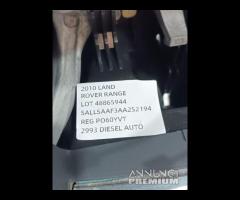 2010 LAND
ROVER RANGE
LOT 48865944
SALLSAAF3AA252194
REG PO60YVT
2993 DIESEL AUTO
ANNUNCI
PREMIUM